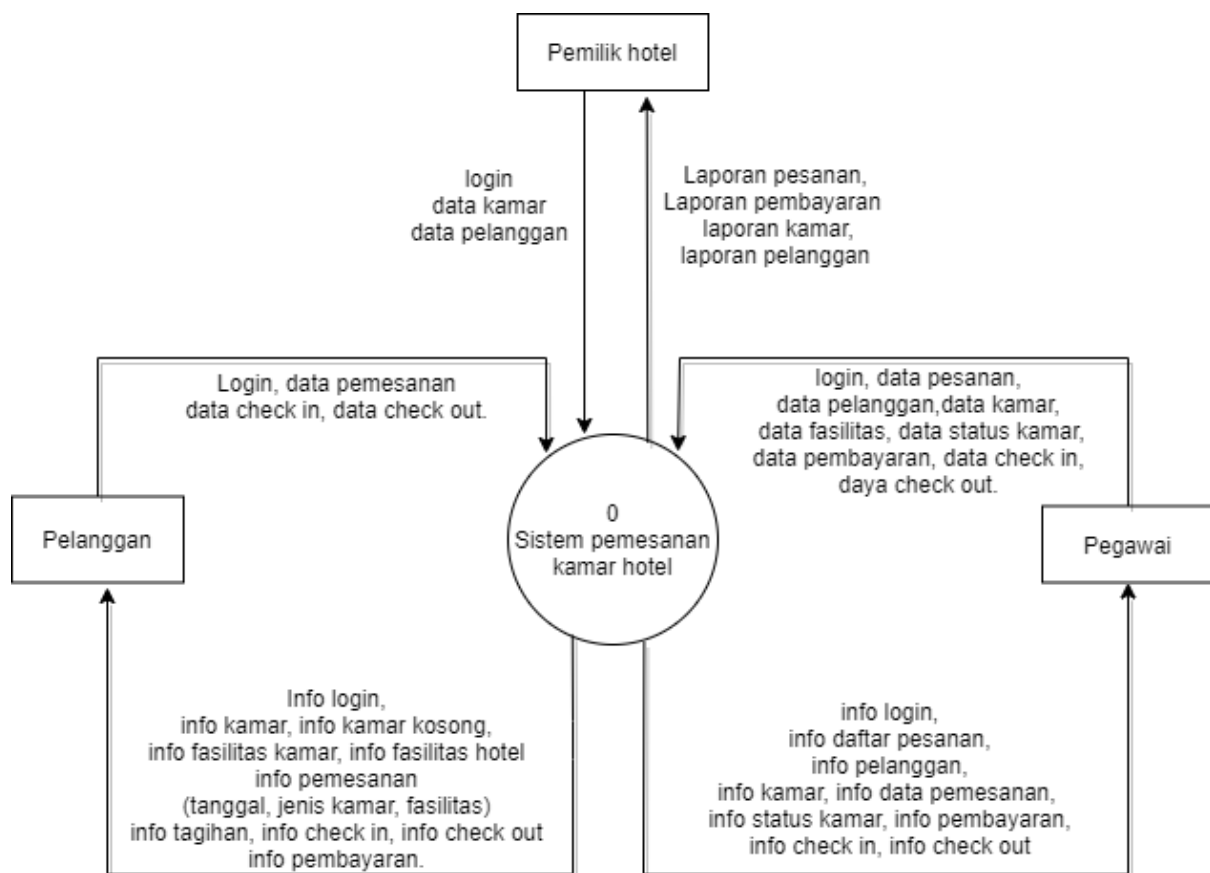 Pemilik hotel
login
data kamar
data pelanggan
Laporan pesanan,
Laporan pembayaran
laporan kamar,
laporan pelanggan
Login, data pemesanan
data check in, data check out.
login, data pesanan,
data pelanggan,data kamar,
data fasilitas, data status kamar,
data pembayaran, data check in,
daya check out.
Pelanggan
0
Sistem pemesanan
kamar hotel
Pegawai
Info login,
info kamar, info kamar kosong,
info fasilitas kamar, info fasilitas hotel
info pemesanan
(tanggal, jenis kamar, fasilitas)
info tagihan, info check in, info check out
info pembayaran.
info login,
info daftar pesanan,
info pelanggan,
info kamar, info data pemesanan,
info status kamar, info pembayaran,
info check in, info check out